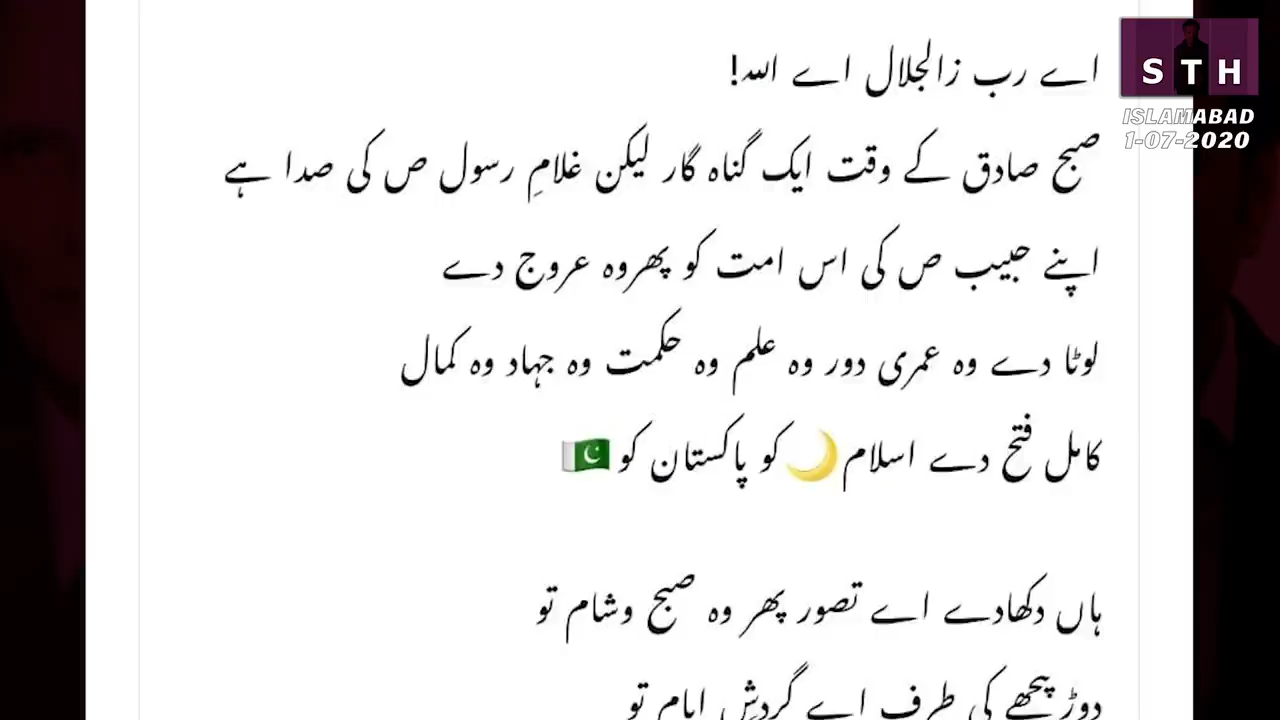 اے رب زالجلال اے اللہ!
صبح صادق کے وقت ایک گناہ گار لیکن غلامِ رسول ص کی صدا ہے
اپنے حبیب ص کی اس امت کو پھروہ عروج دے
لوٹا دے وہ عمری دور وہ علم وہ حکمت وہ جہاد وہ کمال
کامل فتح دے اسلام🌙کو پاکستان کو🇵🇰
ہاں دکھادے اے تصور پھر وہ صبح وشام تو
دوڑ پیچھے کی طرف اے گردشِ ایام تو
STH
ISLAMABAD
1-07-2020